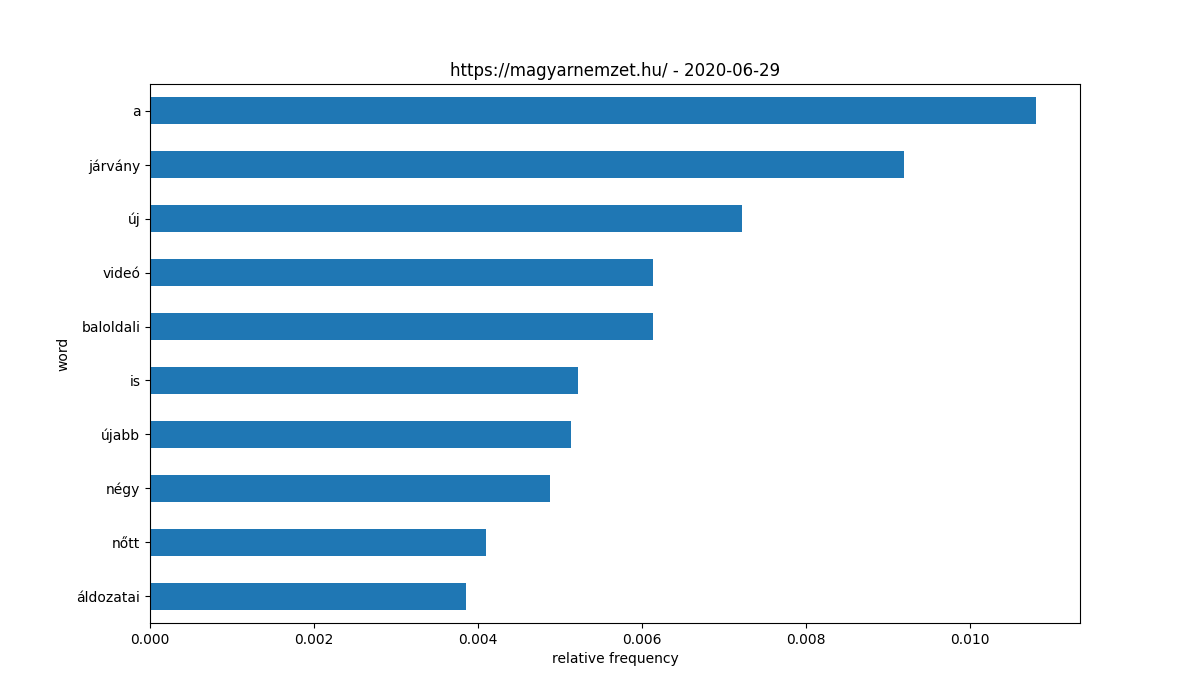 https://magyarnemzet.hu/ - 2020-06-29
a
járvány
új
videó
baloldali
is
újabb
négy
nőtt
áldozatai
word
0.000 0.002 0.004 0.006 0.008 0.010
relative frequency